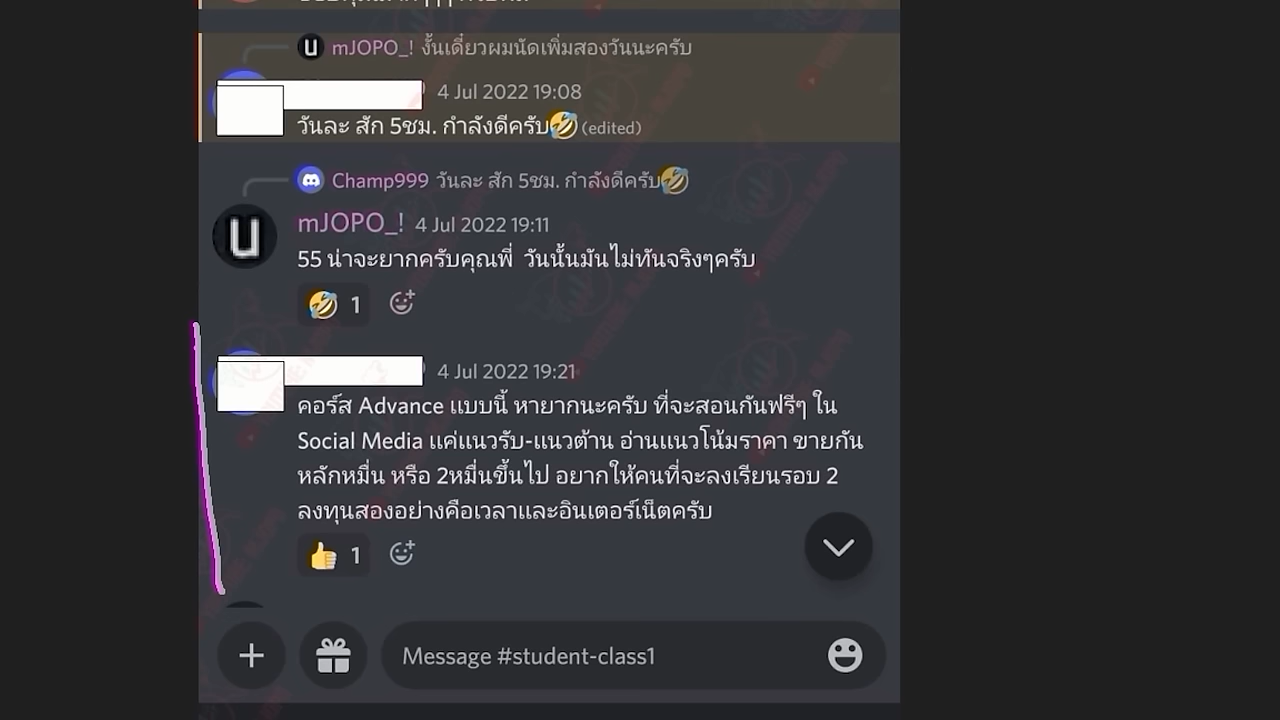 mJOPO_! งั้นเดี๋ยวผมนัดเพิ่มสองวันนะครับ
4 Jul 2022 19:08
วันละ สัก 5ชม. กำลังดีครับ🤣 (edited)
Champ999 วันละ สัก 5ชม. กำลังดีครับ🤣
mJOPO_! 4 Jul 2022 19:11
55 น่าจะยากครับคุณพี่ วันนั้นมันไม่ทันจริงๆครับ
🤣 1
4 Jul 2022 19:21
คอร์ส Advance แบบนี้ หายากนะครับ ที่จะสอนกันฟรีๆ ใน
Social Media แค่แนวรับ-แนวต้าน อ่านแนวโน้มราคา ขายกัน
หลักหมื่น หรือ 2หมื่นขึ้นไป อยากให้คนที่จะลงเรียนรอบ 2
ลงทุนสองอย่างคือเวลาและอินเตอร์เน็ตครับ
👍 1
Message #student-class1